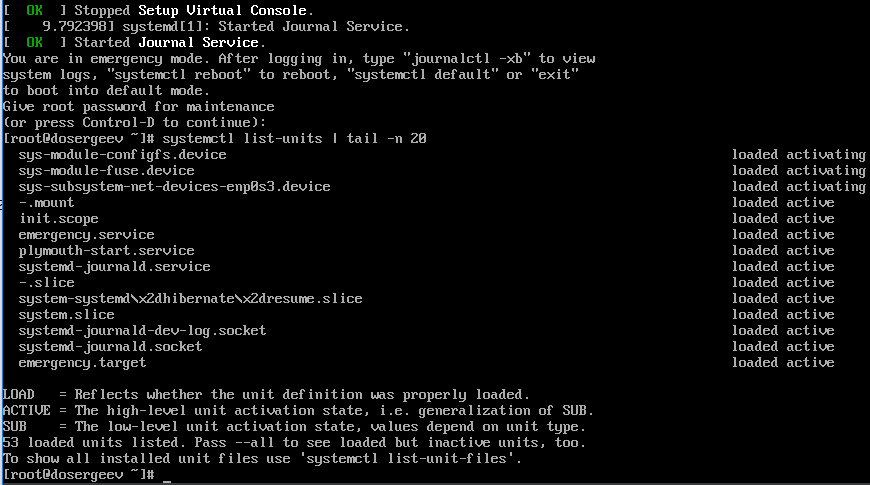 [  OK  ] Stopped Setup Virtual Console.
[    9.792398] systemd[1]: Started Journal Service.
[  OK  ] Started Journal Service.
You are in emergency mode. After logging in, type "journalctl -xb" to view
system logs, "systemctl reboot" to reboot, "systemctl default" or "exit"
to boot into default mode.
Give root password for maintenance
(or press Control-D to continue):
[root@dosergeev ~]# systemctl list-units | tail -n 20
sys-module-configfs.device loaded activating
sys-module-fuse.device loaded activating
sys-subsystem-net-devices-enp0s3.device loaded activating
-.mount loaded active
init.scope loaded active
emergency.service loaded active
plymouth-start.service loaded active
systemd-journald.service loaded active
-.slice loaded active
system-systemd\x2dhibernate\x2dresume.slice loaded active
system.slice loaded active
systemd-journald-dev-log.socket loaded active
systemd-journald.socket loaded active
emergency.target loaded active
LOAD   = Reflects whether the unit definition was properly loaded.
ACTIVE = The high-level unit activation state, i.e. generalization of SUB.
SUB    = The low-level unit activation state, values depend on unit type.
53 loaded units listed. Pass --all to see loaded but inactive units, too.
To show all installed unit files use 'systemctl list-unit-files'.
[root@dosergeev ~]# _